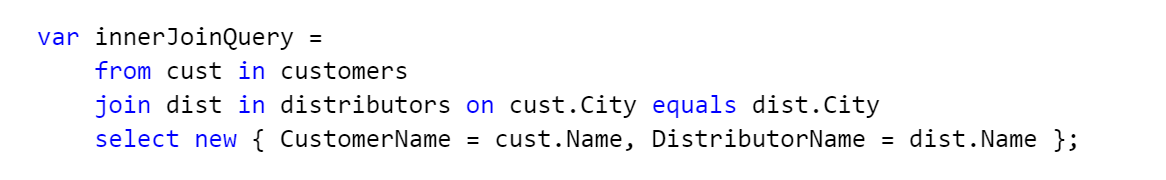 var innerJoinQuery =
    from cust in customers
    join dist in distributors on cust.City equals dist.City
    select new { CustomerName = cust.Name, DistributorName = dist.Name };